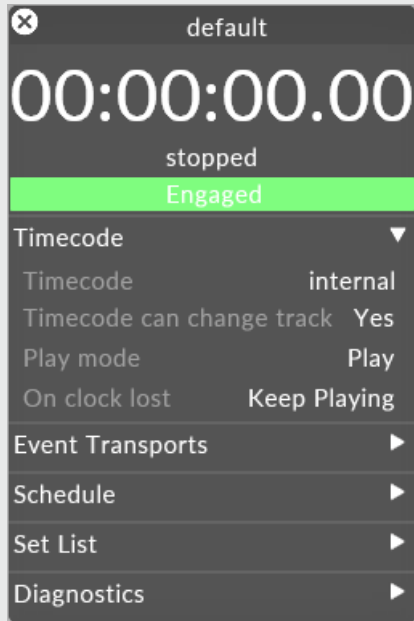 default
00:00:00.00
stopped
Engaged
Timecode
Timecode internal
Timecode can change track Yes
Play mode Play
On clock lost Keep Playing
Event Transports
Schedule
Set List
Diagnostics